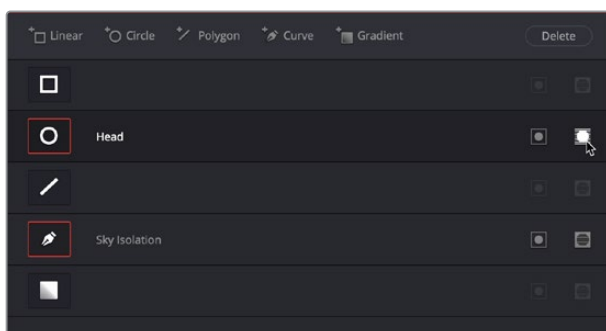 Linear Circle Polygon Curve Gradient Delete
Head
Sky Isolation